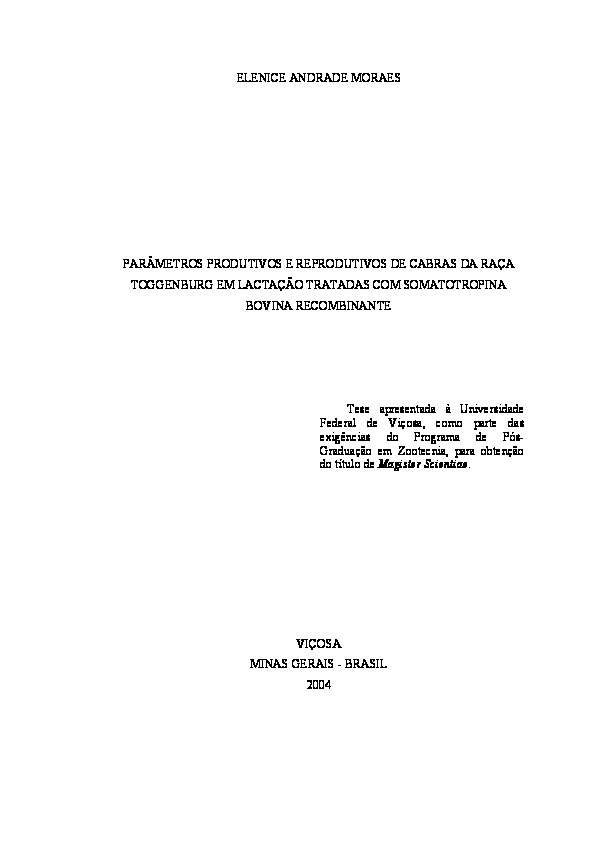 ELENICE ANDRADE MORAES
PARÂMETROS PRODUTIVOS E REPRODUTIVOS DE CABRAS DA RAÇA
TOGGENBURG EM LACTAÇÃO TRATADAS COM SOMATOTROPINA
BOVINA RECOMBINANTE
Tese apresentada à Universidade
Federal de Viçosa, como parte das
exigências do Programa de Pós-
Graduação em Zootecnia, para obtenção
do título de Magister Scientiae.
VIÇOSA
MINAS GERAIS - BRASIL
2004